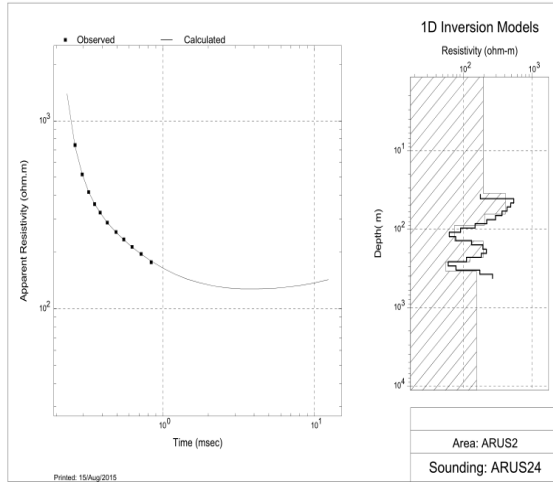 1D Inversion Models
Observed
Calculated
Resistivity (ohm-m)
10²
10³
10³
10²
Apparent Resistivity (ohm.m)
10⁰
10¹
Time (msec)
10¹
10²
10³
10⁴
Depth( m)
Area: ARUS2
Sounding: ARUS24
Printed: 15/Aug/2015